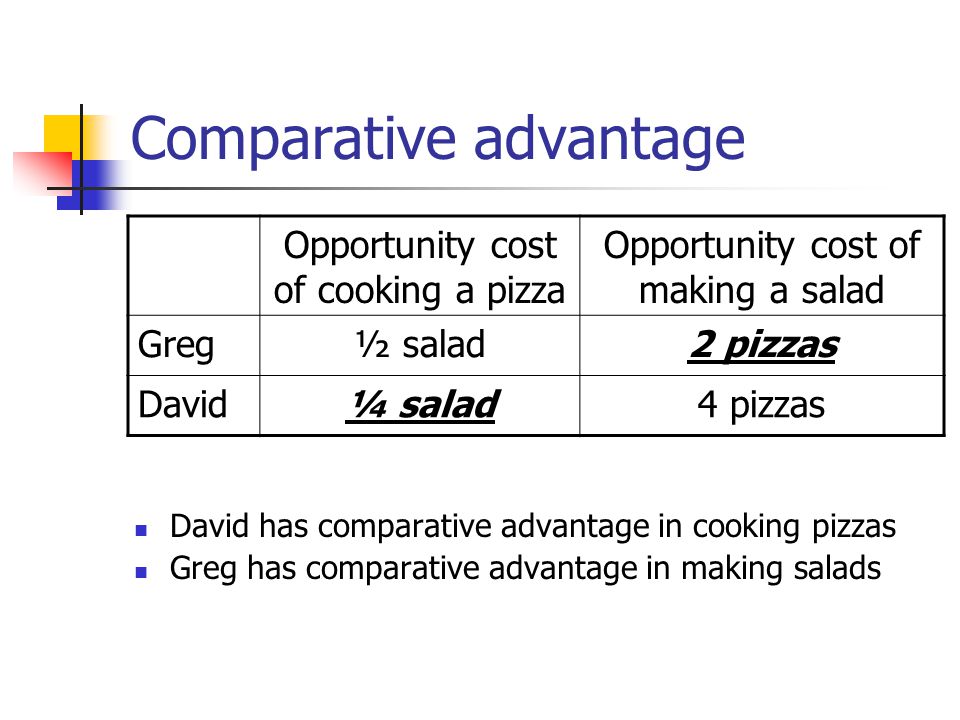 Comparative advantage
Opportunity cost of cooking a pizza
Opportunity cost of making a salad
Greg ½ salad 2 pizzas
David ¼ salad 4 pizzas
David has comparative advantage in cooking pizzas
Greg has comparative advantage in making salads